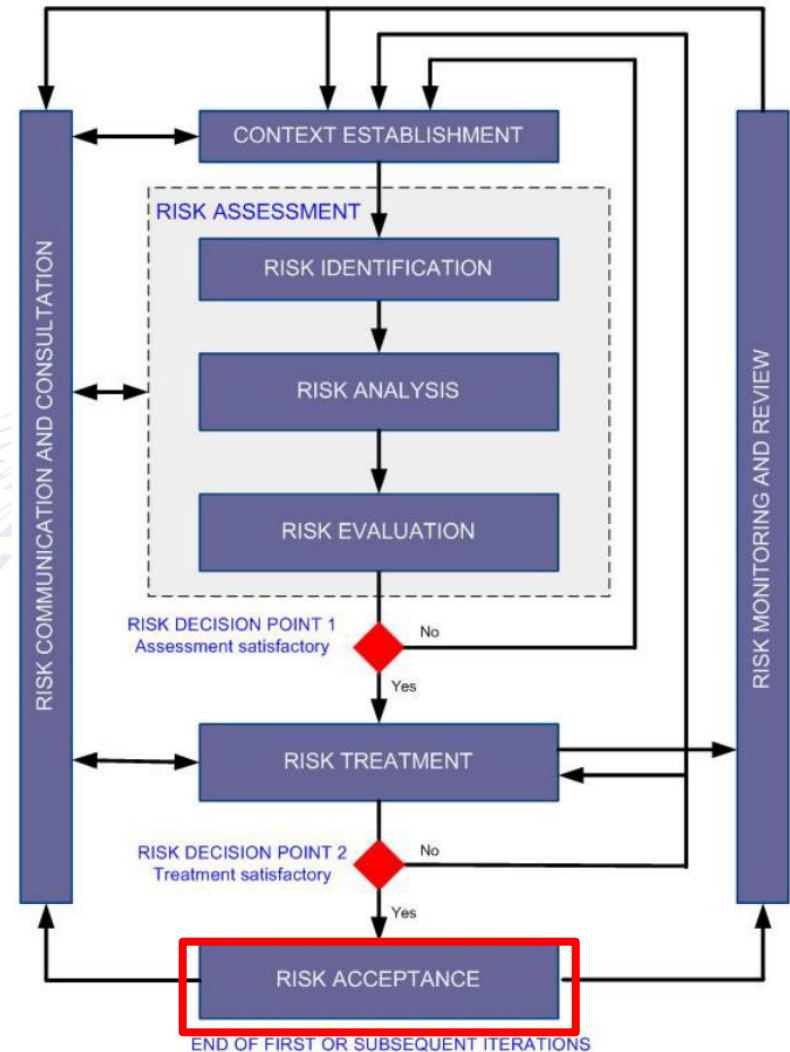 CONTEXT ESTABLISHMENT
RISK ASSESSMENT
RISK IDENTIFICATION
RISK ANALYSIS
RISK EVALUATION
RISK COMMUNICATION AND CONSULTATION
RISK MONITORING AND REVIEW
RISK DECISION POINT 1
Assessment satisfactory
No
Yes
RISK TREATMENT
RISK DECISION POINT 2
Treatment satisfactory
No
Yes
RISK ACCEPTANCE
END OF FIRST OR SUBSEQUENT ITERATIONS